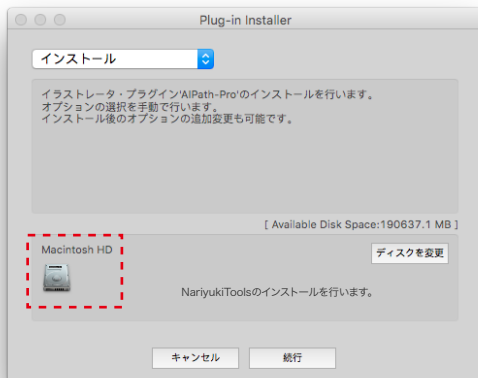 Plug-in Installer
インストール
イラストレータ・プラグイン'AIPath-Pro'のインストールを行います。
オプションの選択を手動で行います。
インストール後のオプションの追加変更も可能です。
[ Available Disk Space:190637.1 MB ]
Macintosh HD
ディスクを変更
NariyukiToolsのインストールを行います。
キャンセル
続行